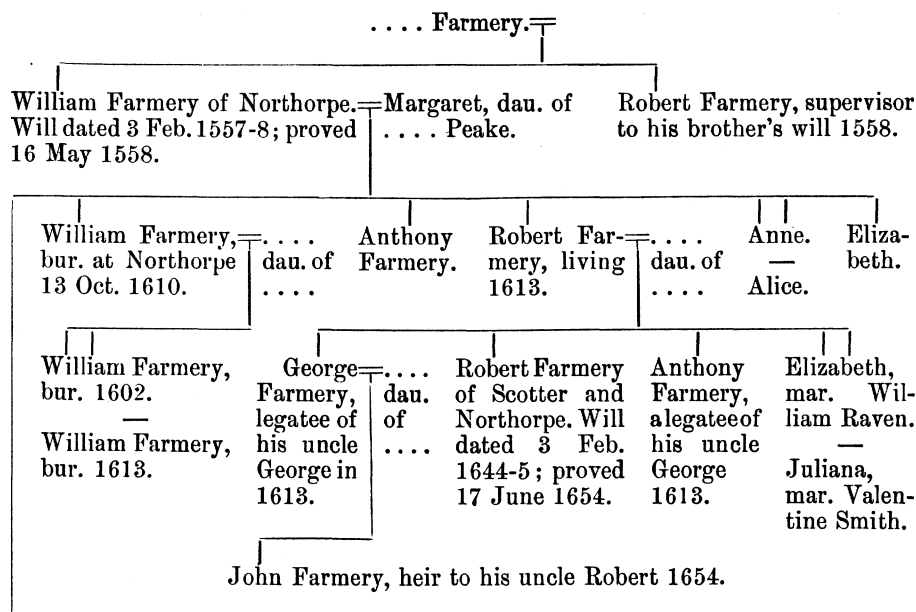 . . . . Farmery.
William Farmery of Northorpe.
Will dated 3 Feb. 1557-8; proved
16 May 1558.
Margaret, dau. of
. . . . Peake.
Robert Farmery, supervisor
to his brother's will 1558.
William Farmery,
bur. at Northorpe
13 Oct. 1610.
. . . .
dau. of
. . . .
Anthony
Farmery.
Robert Far-
mery, living
1613.
. . . .
dau. of
. . . .
Anne.
—
Alice.
Eliza-
beth.
William Farmery,
bur. 1602.
—
William Farmery,
bur. 1613.
George
Farmery,
legatee of
his uncle
George in
1613.
. . . .
dau.
of
. . . .
Robert Farmery
of Scotter and
Northorpe. Will
dated 3 Feb.
1644-5; proved
17 June 1654.
Anthony
Farmery,
a legatee of
his uncle
George
1613.
Elizabeth,
mar. Wil-
liam Raven.
—
Juliana,
mar. Valen-
tine Smith.
John Farmery, heir to his uncle Robert 1654.